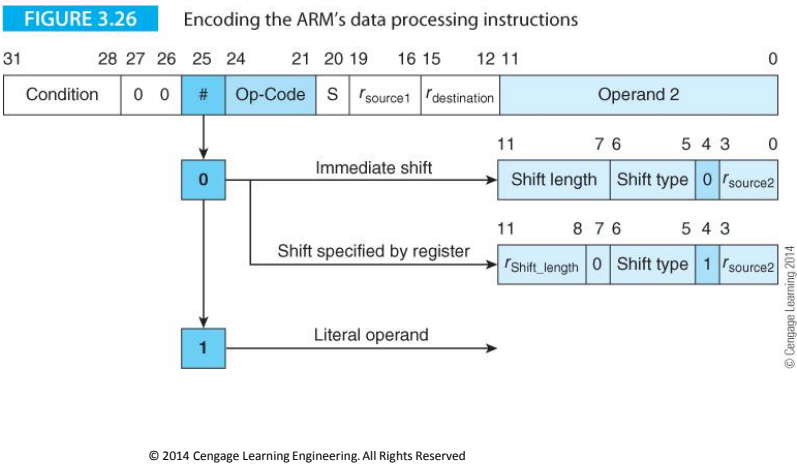 FIGURE 3.26 Encoding the ARM's data processing instructions
31 28 27 26 25 24 21 20 19 16 15 12 11 0
Condition 0 0 # Op-Code S rsource1 rdestination Operand 2
11 7 6 5 4 3 0
0 Immediate shift Shift length Shift type 0 rsource2
11 8 7 6 5 4 3
Shift specified by register rShift_length 0 Shift type 1 rsource2
1 Literal operand
© Cengage Learning 2014
© 2014 Cengage Learning Engineering. All Rights Reserved